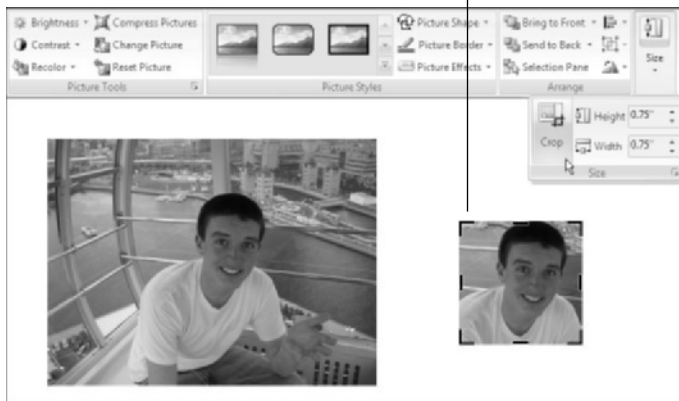 Brightness
Compress Pictures
Contrast
Change Picture
Recolor
Reset Picture
Picture Tools
Picture Styles
Picture Shape
Picture Border
Picture Effects
Bring to Front
Send to Back
Selection Pane
Arrange
Size
Crop
Height 0.75"
Width 0.75"
Size